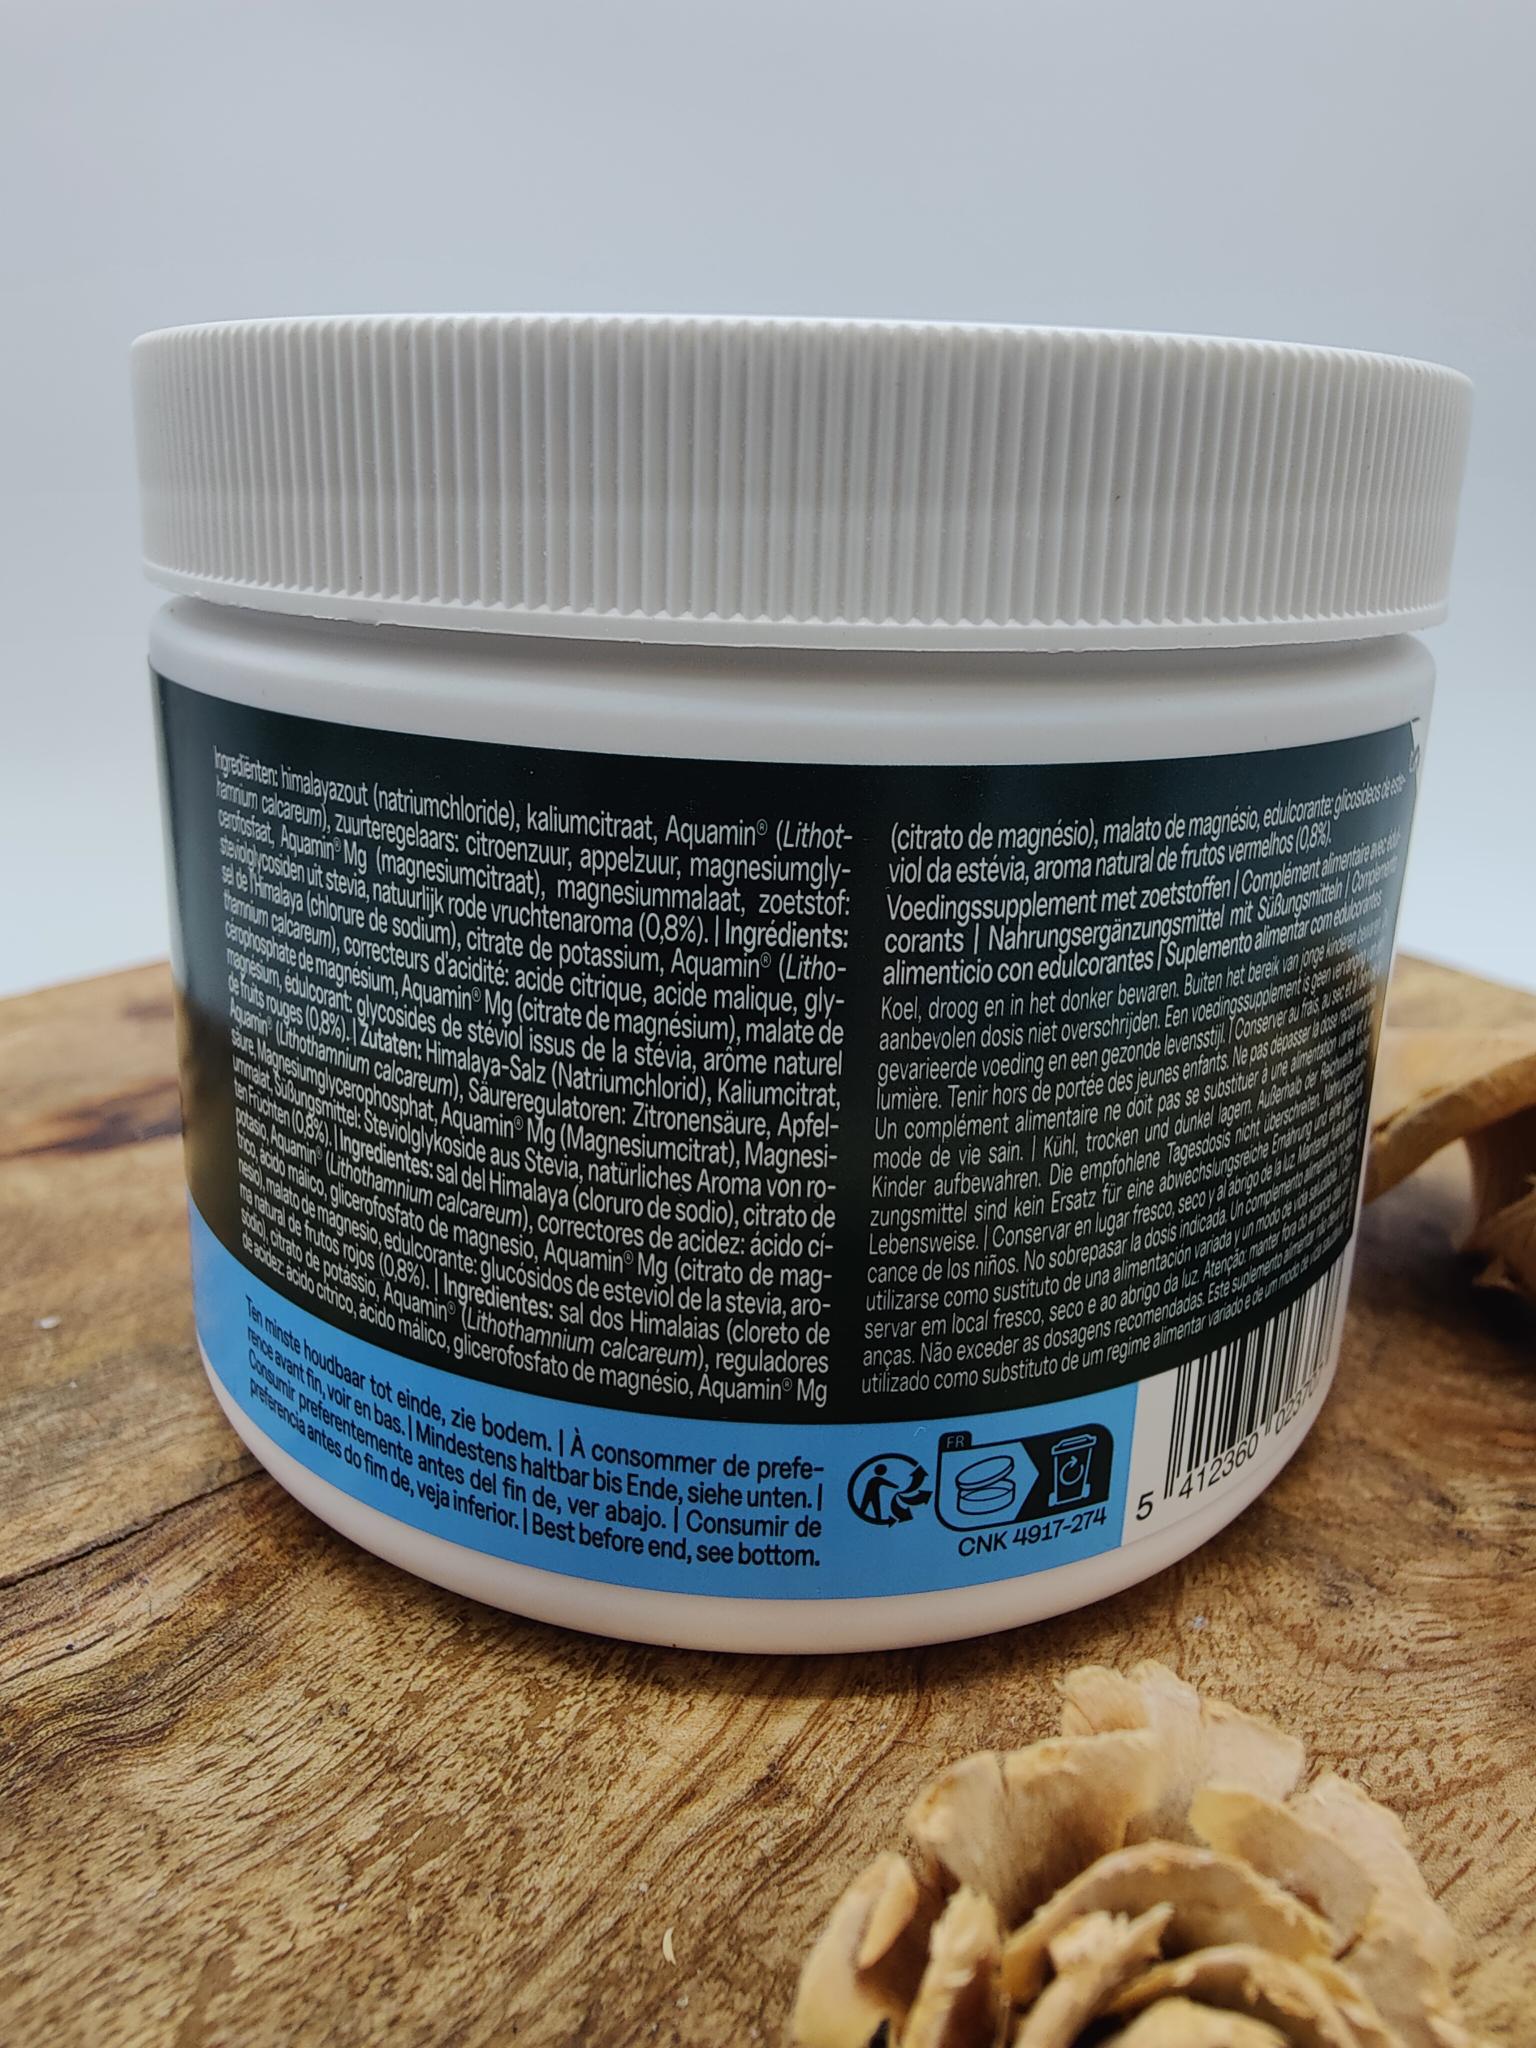 Ingrediënten: himalayazout (natriumchloride), kaliumcitraat, Aquamin® (Lithot-
hamnium calcareum), zuurteregelaars: citroenzuur, appelzuur, magnesiumgly-
cerofosfaat, Aquamin® Mg (magnesiumcitraat), magnesiummalaat, zoetstof:
steviolglycosiden uit stevia, natuurlijk rode vruchtenaroma (0,8%). | Ingrédients:
sel de l'Himalaya (chlorure de sodium), citrate de potassium, Aquamin® (Litho-
thamnium calcareum), correcteurs d'acidité: acide citrique, acide malique, gly-
cérophosphate de magnésium, Aquamin® Mg (citrate de magnésium), malate de
magnésium, édulcorant: glycosides de stéviol issus de la stévia, arôme naturel
de fruits rouges (0,8%). | Zutaten: Himalaya-Salz (Natriumchlorid), Kaliumcitrat,
Aquamin® (Lithothamnium calcareum), Säureregulatoren: Zitronensäure, Apfel-
säure, Magnesiumglycerophosphat, Aquamin® Mg (Magnesiumcitrat), Magnesi-
ummalat, Süßungsmittel: Steviolglykoside aus Stevia, natürliches Aroma von ro-
ten Früchten (0,8%). | Ingredientes: sal del Himalaya (cloruro de sodio), citrato de
potasio, Aquamin® (Lithothamnium calcareum), correctores de acidez: ácido cí-
trico, ácido málico, glicerofosfato de magnesio, Aquamin® Mg (citrato de mag-
nesio), malato de magnesio, edulcorante: glucósidos de esteviol de la stevia, aro-
ma natural de frutos rojos (0,8%). | Ingredientes: sal dos Himalaias (cloreto de
sódio), citrato de potássio, Aquamin® (Lithothamnium calcareum), reguladores
de acidez: ácido cítrico, ácido málico, glicerofosfato de magnésio, Aquamin® Mg
(citrato de magnésio), malato de magnésio, edulcorante: glicosídeos de este-
viol da estévia, aroma natural de frutos vermelhos (0,8%).
Voedingssupplement met zoetstoffen | Complément alimentaire avec édul-
corants | Nahrungsergänzungsmittel mit Süßungsmitteln | Complemento
alimenticio con edulcorantes | Suplemento alimentar com edulcorantes
Koel, droog en in het donker bewaren. Buiten het bereik van jonge kinderen bewaren.
aanbevolen dosis niet overschrijden. Een voedingssupplement is geen vervanging
gevarieerde voeding en een gezonde levensstijl. | Conserver au frais, au sec et à l'abri de la
lumière. Tenir hors de portée des jeunes enfants. Ne pas dépasser la dose recommandée.
Un complément alimentaire ne doit pas se substituer à une alimentation variée et
mode de vie sain. | Kühl, trocken und dunkel lagern. Außerhalb der Reichweite
Kinder aufbewahren. Die empfohlene Tagesdosis nicht überschreiten. Nahrungsergän-
zungsmittel sind kein Ersatz für eine abwechslungsreiche Ernährung und eine
Lebensweise. | Conservar en lugar fresco, seco y al abrigo de la luz. Mantener fuera del
cance de los niños. No sobrepasar la dosis indicada. Un complemento alimenticio
utilizarse como sustituto de una alimentación variada y un modo de vida saludable.
servar em local fresco, seco e ao abrigo da luz. Atenção: manter fora do alcance
anças. Não exceder as dosagens recomendadas. Este suplemento alimentar não deve ser
utilizado como substituto de um regime alimentar variado e de um modo de vida
Ten minste houdbaar tot einde, zie bodem. | À consommer de préfé-
rence avant fin, voir en bas. | Mindestens haltbar bis Ende, siehe unten. |
Consumir preferentemente antes del fin de, ver abajo. | Consumir de
preferencia antes do fim de, veja inferior. | Best before end, see bottom.
FR
CNK 4917-274
5 412360